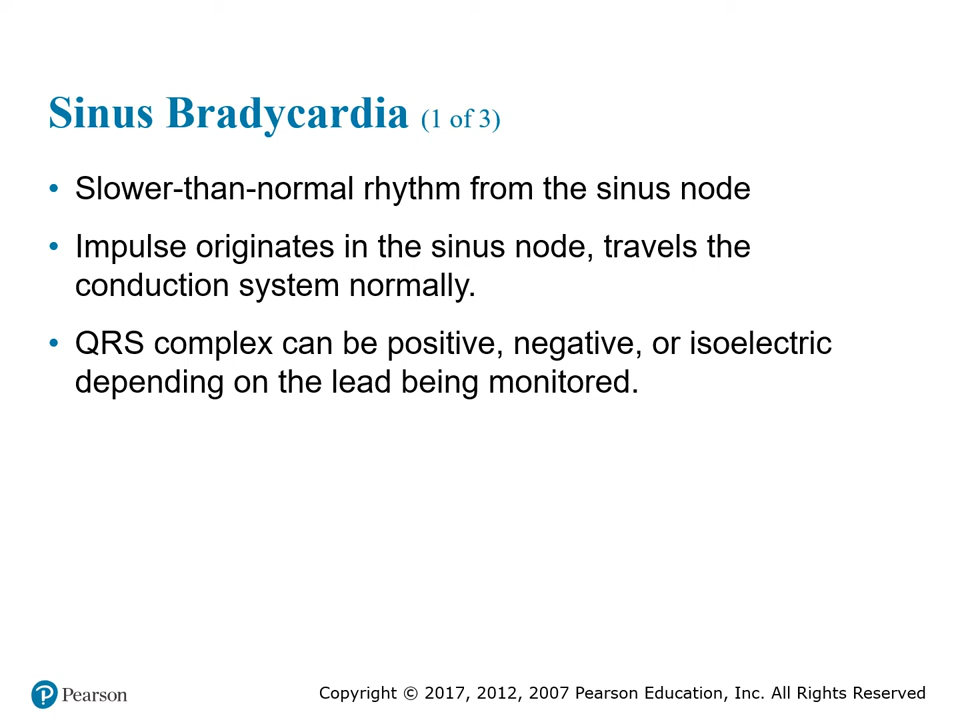 Sinus Bradycardia (1 of 3)
• Slower-than-normal rhythm from the sinus node
• Impulse originates in the sinus node, travels the
conduction system normally.
• QRS complex can be positive, negative, or isoelectric
depending on the lead being monitored.
P Pearson
Copyright © 2017, 2012, 2007 Pearson Education, Inc. All Rights Reserved